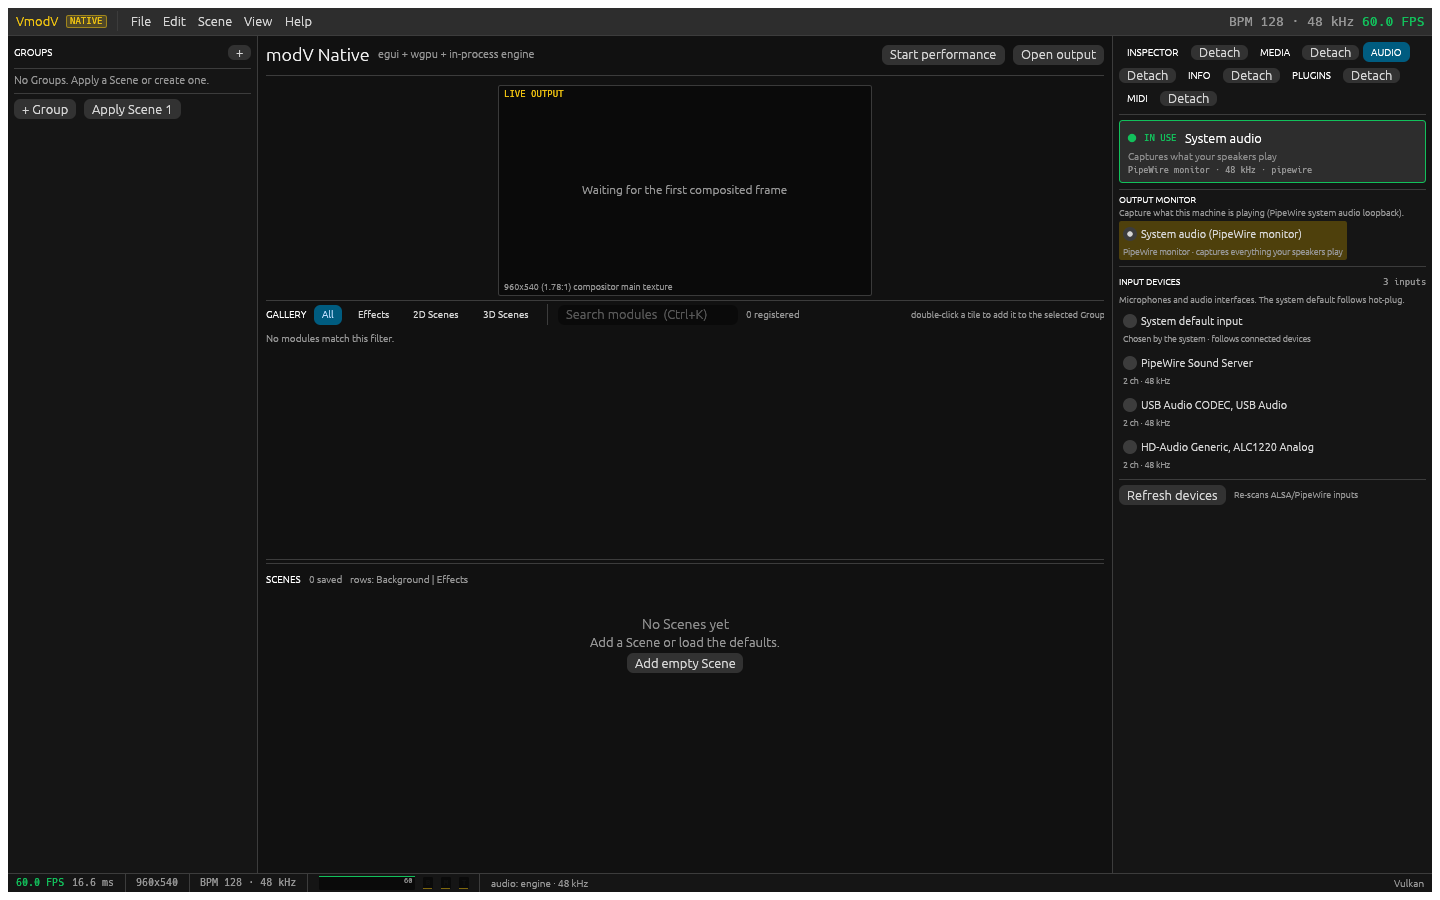 VmodV NATIVE File Edit Scene View Help BPM 128 · 48 kHz 60.0 FPS
GROUPS +
No Groups. Apply a Scene or create one.
+ Group Apply Scene 1
modV Native egui + wgpu + in-process engine Start performance Open output
LIVE OUTPUT
Waiting for the first composited frame
960x540 (1.78:1) compositor main texture
GALLERY All Effects 2D Scenes 3D Scenes Search modules (Ctrl+K) 0 registered double-click a tile to add it to the selected Group
No modules match this filter.
SCENES 0 saved rows: Background | Effects
No Scenes yet
Add a Scene or load the defaults.
Add empty Scene
INSPECTOR Detach MEDIA Detach AUDIO
Detach INFO Detach PLUGINS Detach
MIDI Detach
IN USE System audio
Captures what your speakers play
PipeWire monitor · 48 kHz · pipewire
OUTPUT MONITOR
Capture what this machine is playing (PipeWire system audio loopback).
System audio (PipeWire monitor)
PipeWire monitor · captures everything your speakers play
INPUT DEVICES 3 inputs
Microphones and audio interfaces. The system default follows hot-plug.
System default input
Chosen by the system · follows connected devices
PipeWire Sound Server
2 ch · 48 kHz
USB Audio CODEC, USB Audio
2 ch · 48 kHz
HD-Audio Generic, ALC1220 Analog
2 ch · 48 kHz
Refresh devices Re-scans ALSA/PipeWire inputs
60.0 FPS 16.6 ms 960x540 BPM 128 · 48 kHz 60 audio: engine · 48 kHz Vulkan